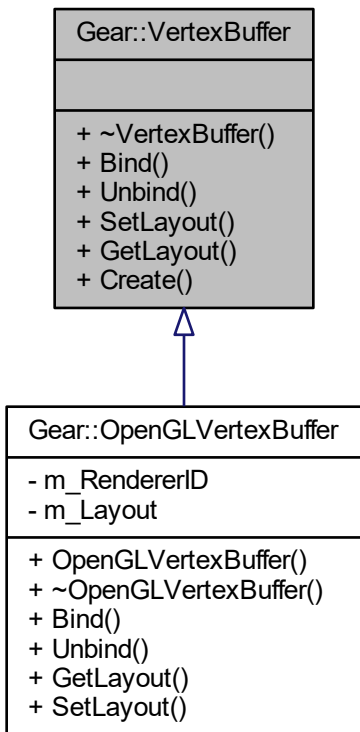 Gear::VertexBuffer
+ ~VertexBuffer()
+ Bind()
+ Unbind()
+ SetLayout()
+ GetLayout()
+ Create()
Gear::OpenGLVertexBuffer
- m_RendererID
- m_Layout
+ OpenGLVertexBuffer()
+ ~OpenGLVertexBuffer()
+ Bind()
+ Unbind()
+ GetLayout()
+ SetLayout()